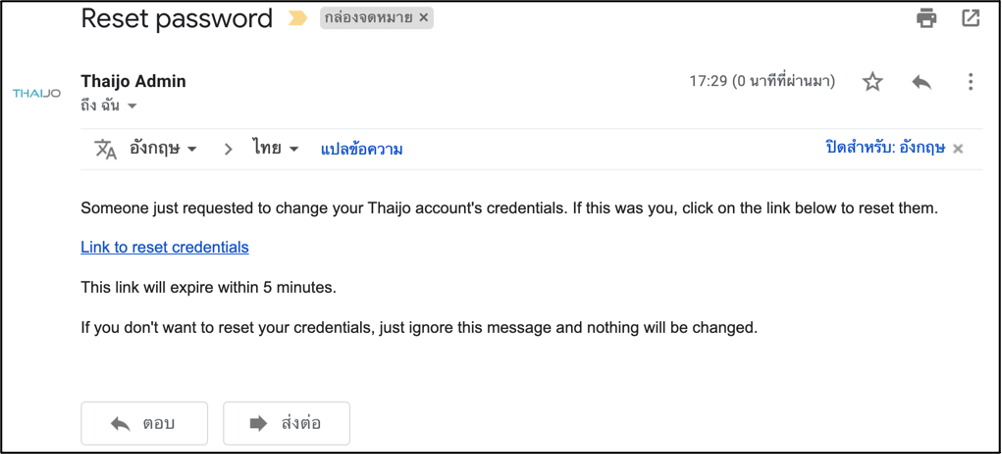 Reset password กล่องจดหมาย ×
THAIJO
Thaijo Admin 17:29 (0 นาทีที่ผ่านมา)
ถึง ฉัน
อังกฤษ > ไทย แปลข้อความ ปิดสำหรับ: อังกฤษ ×
Someone just requested to change your Thaijo account's credentials. If this was you, click on the link below to reset them.
Link to reset credentials
This link will expire within 5 minutes.
If you don't want to reset your credentials, just ignore this message and nothing will be changed.
ตอบ ส่งต่อ